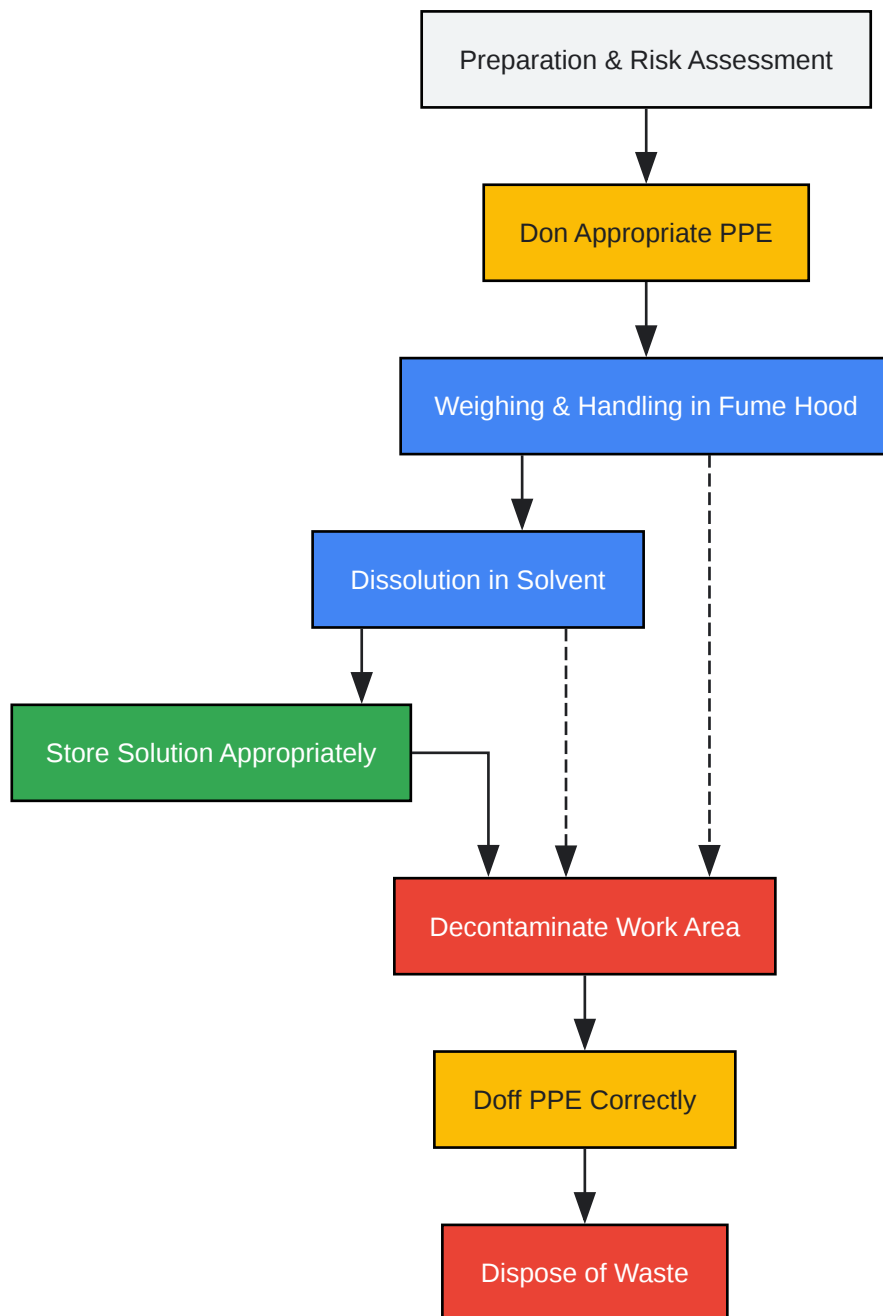 Preparation & Risk Assessment
Don Appropriate PPE
Weighing & Handling in Fume Hood
Dissolution in Solvent
Store Solution Appropriately
Decontaminate Work Area
Doff PPE Correctly
Dispose of Waste